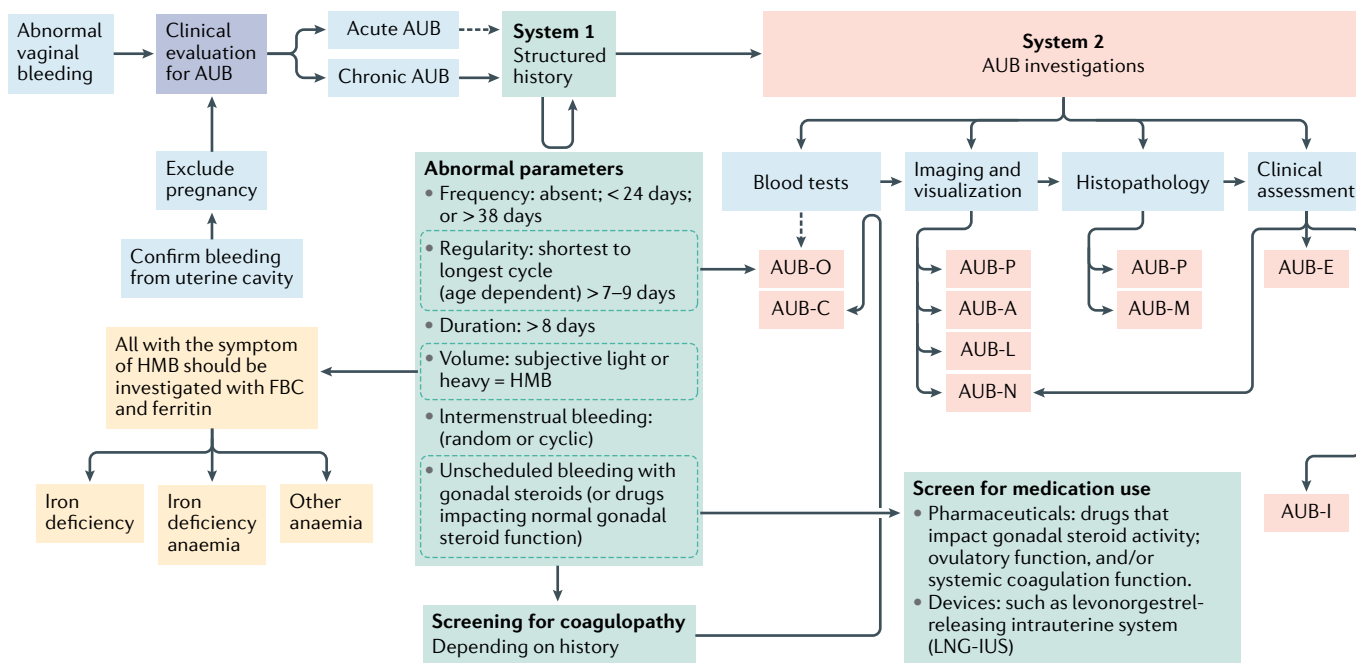 Abnormal
vaginal
bleeding
Clinical
evaluation
for AUB
Acute AUB
Chronic AUB
System 1
Structured
history
System 2
AUB investigations
Exclude
pregnancy
Confirm bleeding
from uterine cavity
Abnormal parameters
• Frequency: absent; < 24 days;
or > 38 days
• Regularity: shortest to
longest cycle
(age dependent) > 7–9 days
• Duration: > 8 days
• Volume: subjective light or
heavy = HMB
• Intermenstrual bleeding:
(random or cyclic)
• Unscheduled bleeding with
gonadal steroids (or drugs
impacting normal gonadal
steroid function)
Blood tests
Imaging and
visualization
Histopathology
Clinical
assessment
AUB-O
AUB-C
AUB-P
AUB-A
AUB-L
AUB-N
AUB-P
AUB-M
AUB-E
AUB-I
All with the symptom
of HMB should be
investigated with FBC
and ferritin
Iron
deficiency
Iron
deficiency
anaemia
Other
anaemia
Screening for coagulopathy
Depending on history
Screen for medication use
• Pharmaceuticals: drugs that
impact gonadal steroid activity;
ovulatory function, and/or
systemic coagulation function.
• Devices: such as levonorgestrel-
releasing intrauterine system
(LNG-IUS)